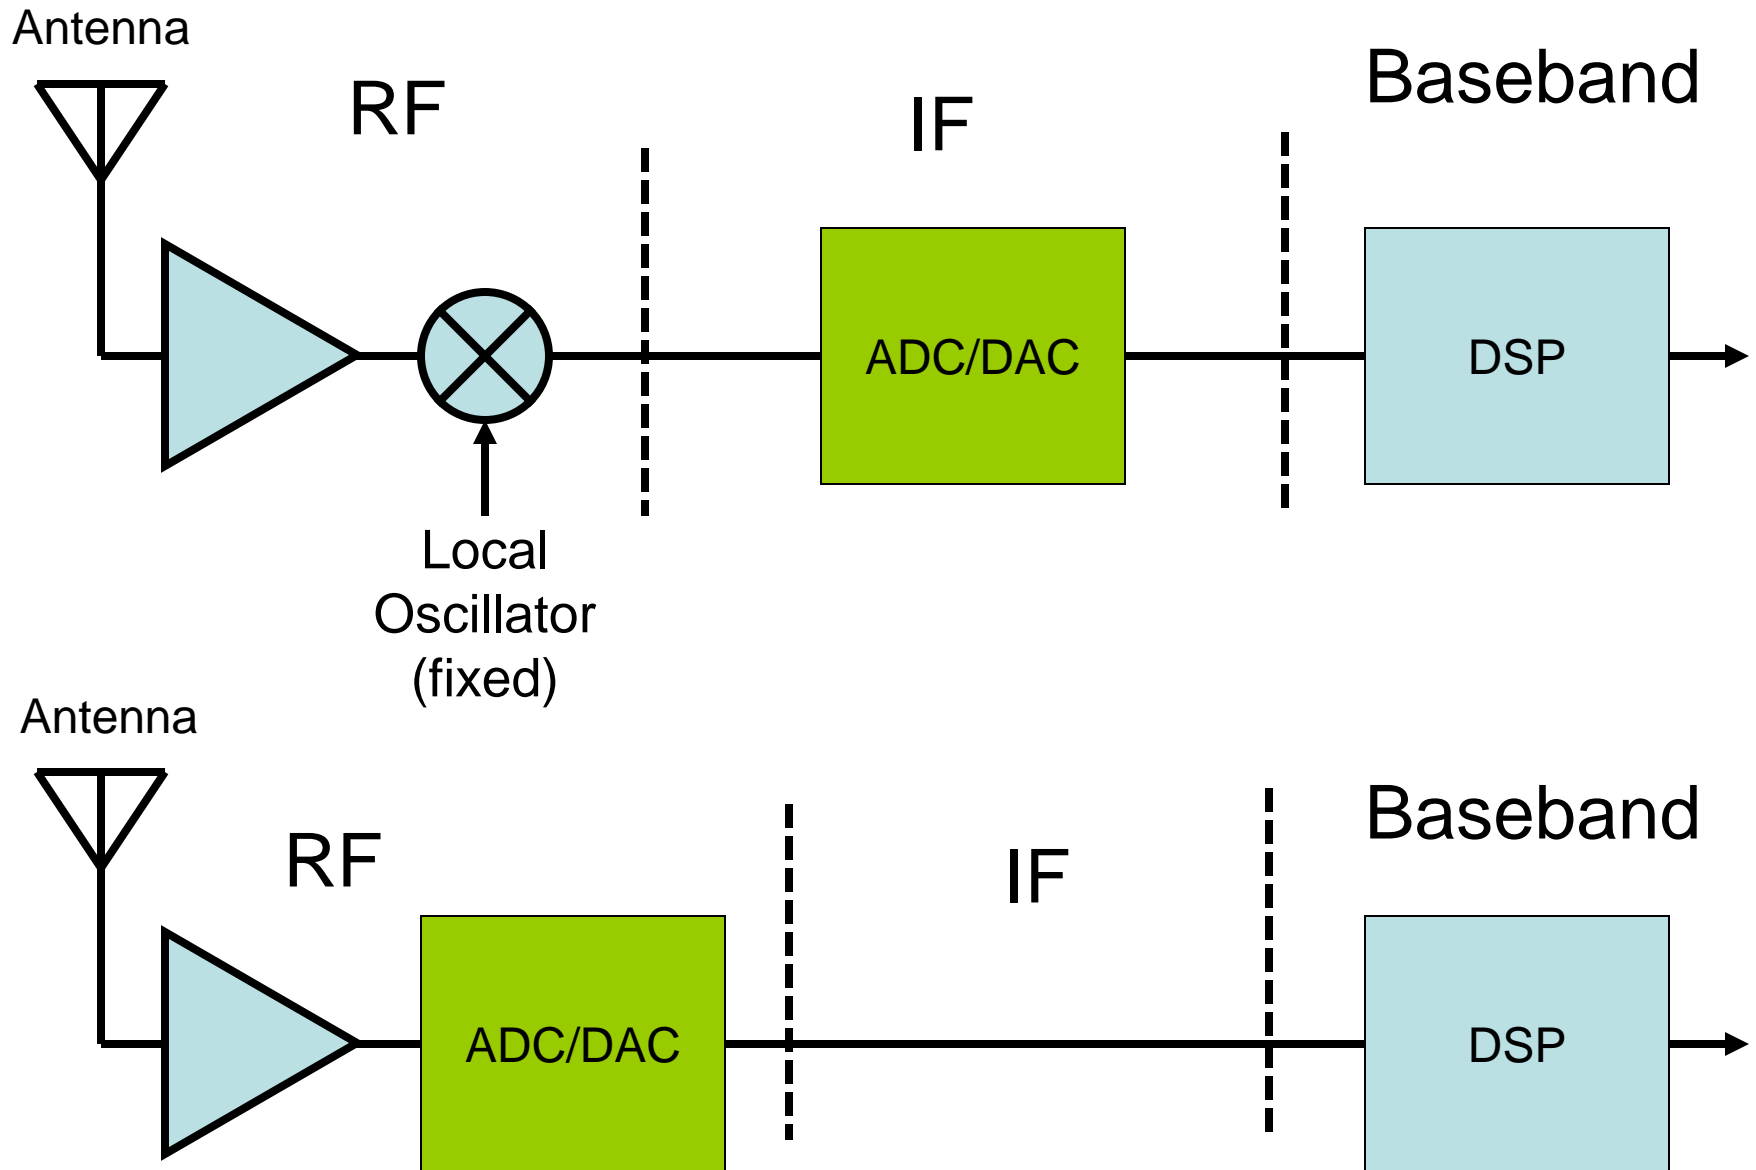 Antenna
RF
IF
Baseband
ADC/DAC
DSP
Local
Oscillator
(fixed)
Antenna
RF
IF
Baseband
ADC/DAC
DSP